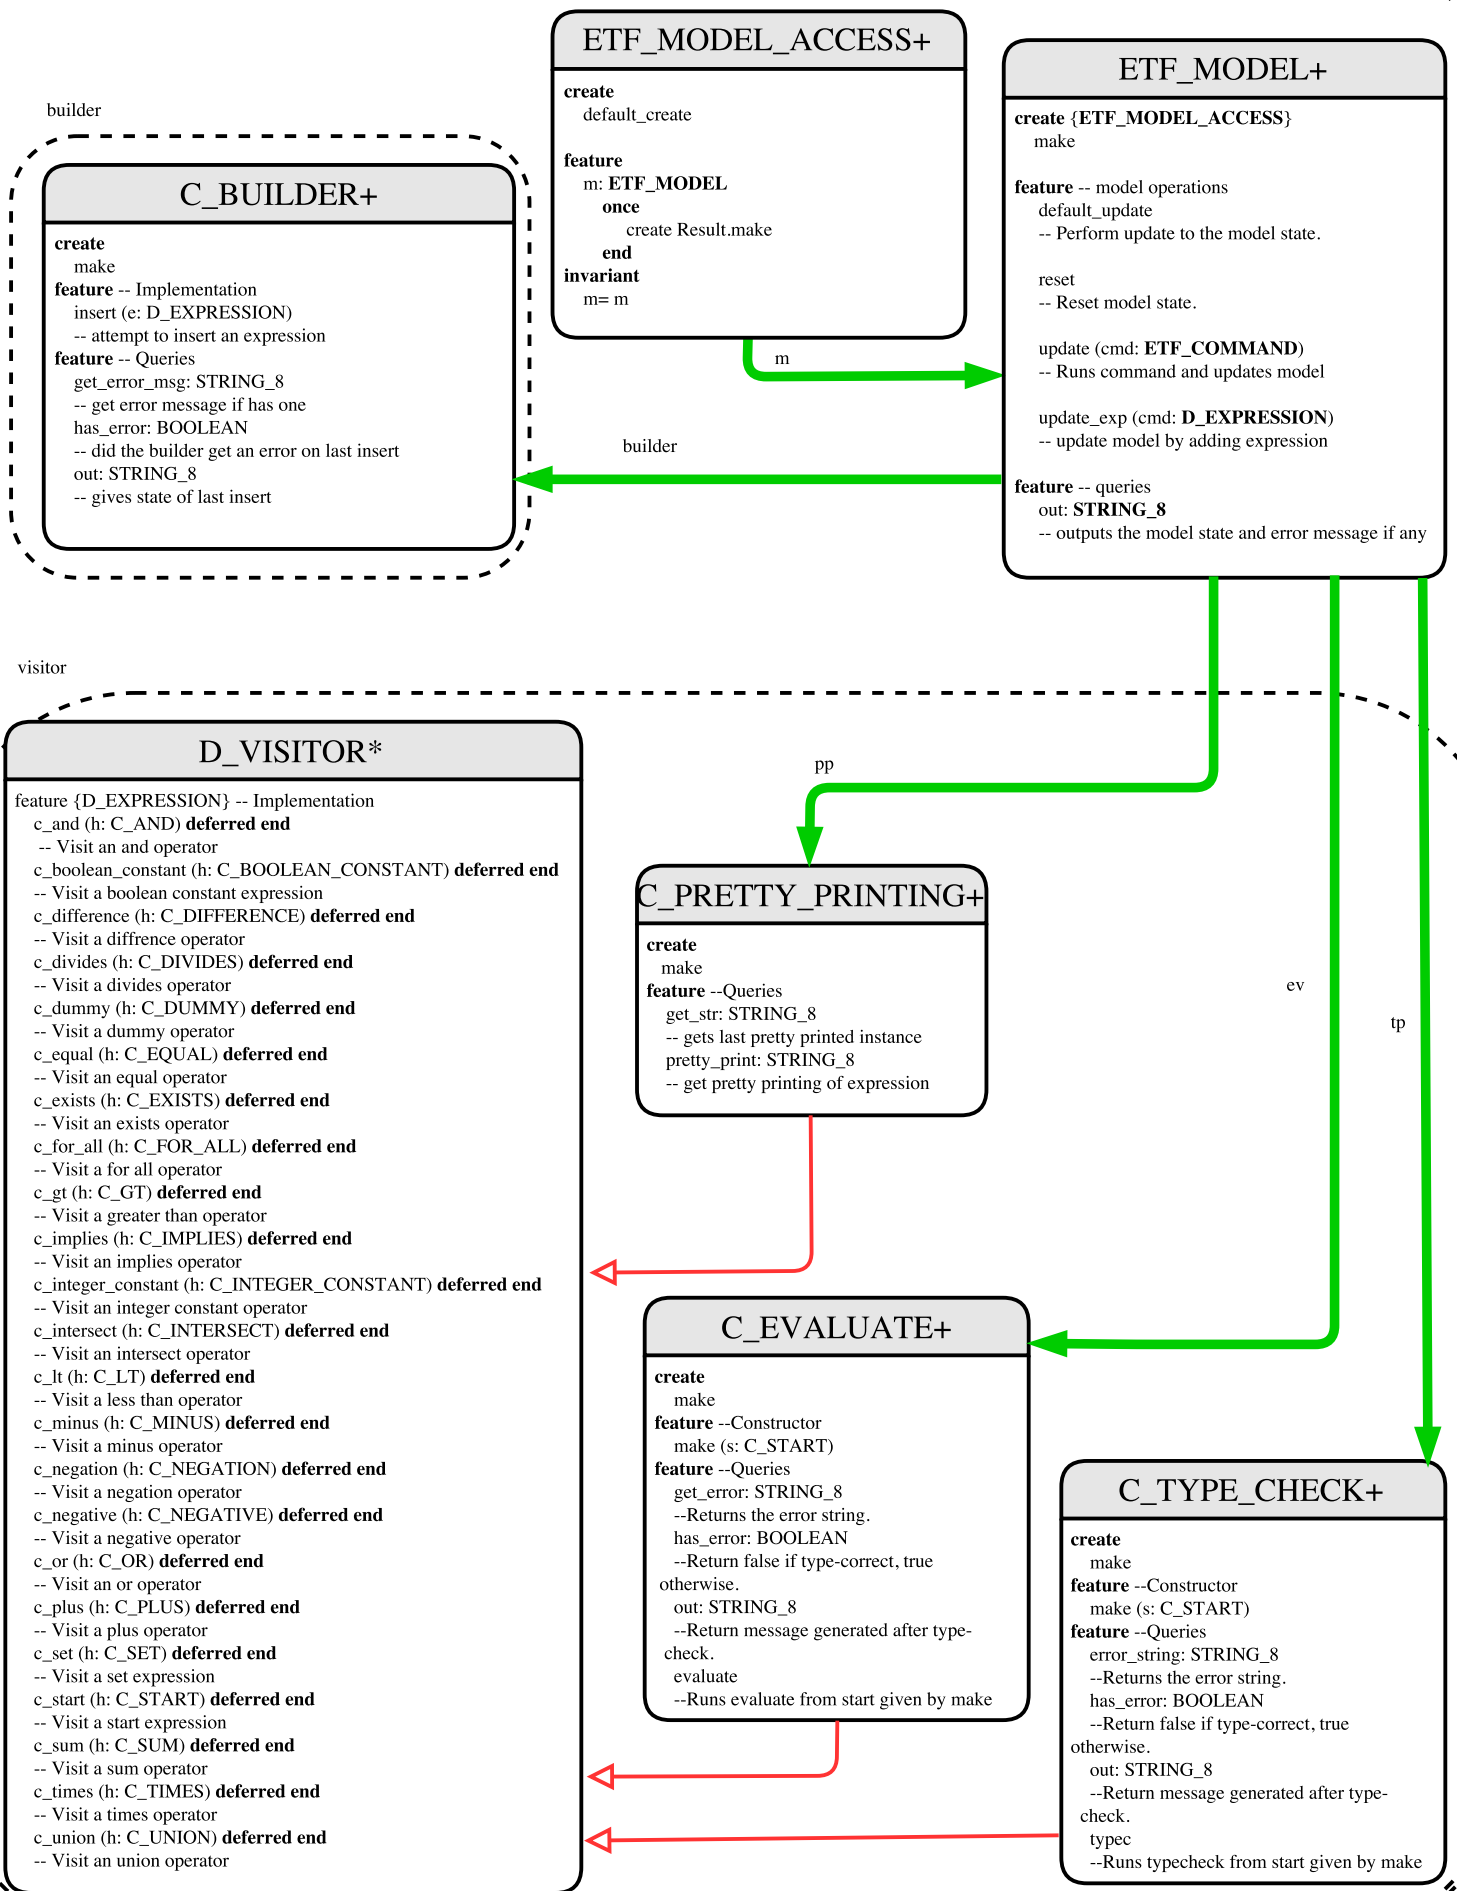 ETF_MODEL_ACCESS+
create
default_create
feature
m: ETF_MODEL
once
create Result.make
end
invariant
m= m
ETF_MODEL+
create {ETF_MODEL_ACCESS}
make
feature -- model operations
default_update
-- Perform update to the model state.
reset
-- Reset model state.
update (cmd: ETF_COMMAND)
-- Runs command and updates model
update_exp (cmd: D_EXPRESSION)
-- update model by adding expression
feature -- queries
out: STRING_8
-- outputs the model state and error message if any
builder
C_BUILDER+
create
make
feature -- Implementation
insert (e: D_EXPRESSION)
-- attempt to insert an expression
feature -- Queries
get_error_msg: STRING_8
-- get error message if has one
has_error: BOOLEAN
-- did the builder get an error on last insert
out: STRING_8
-- gives state of last insert
m
builder
visitor
D_VISITOR*
feature {D_EXPRESSION} -- Implementation
c_and (h: C_AND) deferred end
-- Visit an and operator
c_boolean_constant (h: C_BOOLEAN_CONSTANT) deferred end
-- Visit a boolean constant expression
c_difference (h: C_DIFFERENCE) deferred end
-- Visit a diffrence operator
c_divides (h: C_DIVIDES) deferred end
-- Visit a divides operator
c_dummy (h: C_DUMMY) deferred end
-- Visit a dummy operator
c_equal (h: C_EQUAL) deferred end
-- Visit an equal operator
c_exists (h: C_EXISTS) deferred end
-- Visit an exists operator
c_for_all (h: C_FOR_ALL) deferred end
-- Visit a for all operator
c_gt (h: C_GT) deferred end
-- Visit a greater than operator
c_implies (h: C_IMPLIES) deferred end
-- Visit an implies operator
c_integer_constant (h: C_INTEGER_CONSTANT) deferred end
-- Visit an integer constant operator
c_intersect (h: C_INTERSECT) deferred end
-- Visit an intersect operator
c_lt (h: C_LT) deferred end
-- Visit a less than operator
c_minus (h: C_MINUS) deferred end
-- Visit a minus operator
c_negation (h: C_NEGATION) deferred end
-- Visit a negation operator
c_negative (h: C_NEGATIVE) deferred end
-- Visit a negative operator
c_or (h: C_OR) deferred end
-- Visit an or operator
c_plus (h: C_PLUS) deferred end
-- Visit a plus operator
c_set (h: C_SET) deferred end
-- Visit a set expression
c_start (h: C_START) deferred end
-- Visit a start expression
c_sum (h: C_SUM) deferred end
-- Visit a sum operator
c_times (h: C_TIMES) deferred end
-- Visit a times operator
c_union (h: C_UNION) deferred end
-- Visit an union operator
pp
C_PRETTY_PRINTING+
create
make
feature --Queries
get_str: STRING_8
-- gets last pretty printed instance
pretty_print: STRING_8
-- get pretty printing of expression
ev
tp
C_EVALUATE+
create
make
feature --Constructor
make (s: C_START)
feature --Queries
get_error: STRING_8
--Returns the error string.
has_error: BOOLEAN
--Return false if type-correct, true
otherwise.
out: STRING_8
--Return message generated after type-
check.
evaluate
--Runs evaluate from start given by make
C_TYPE_CHECK+
create
make
feature --Constructor
make (s: C_START)
feature --Queries
error_string: STRING_8
--Returns the error string.
has_error: BOOLEAN
--Return false if type-correct, true
otherwise.
out: STRING_8
--Return message generated after type-
check.
typec
--Runs typecheck from start given by make